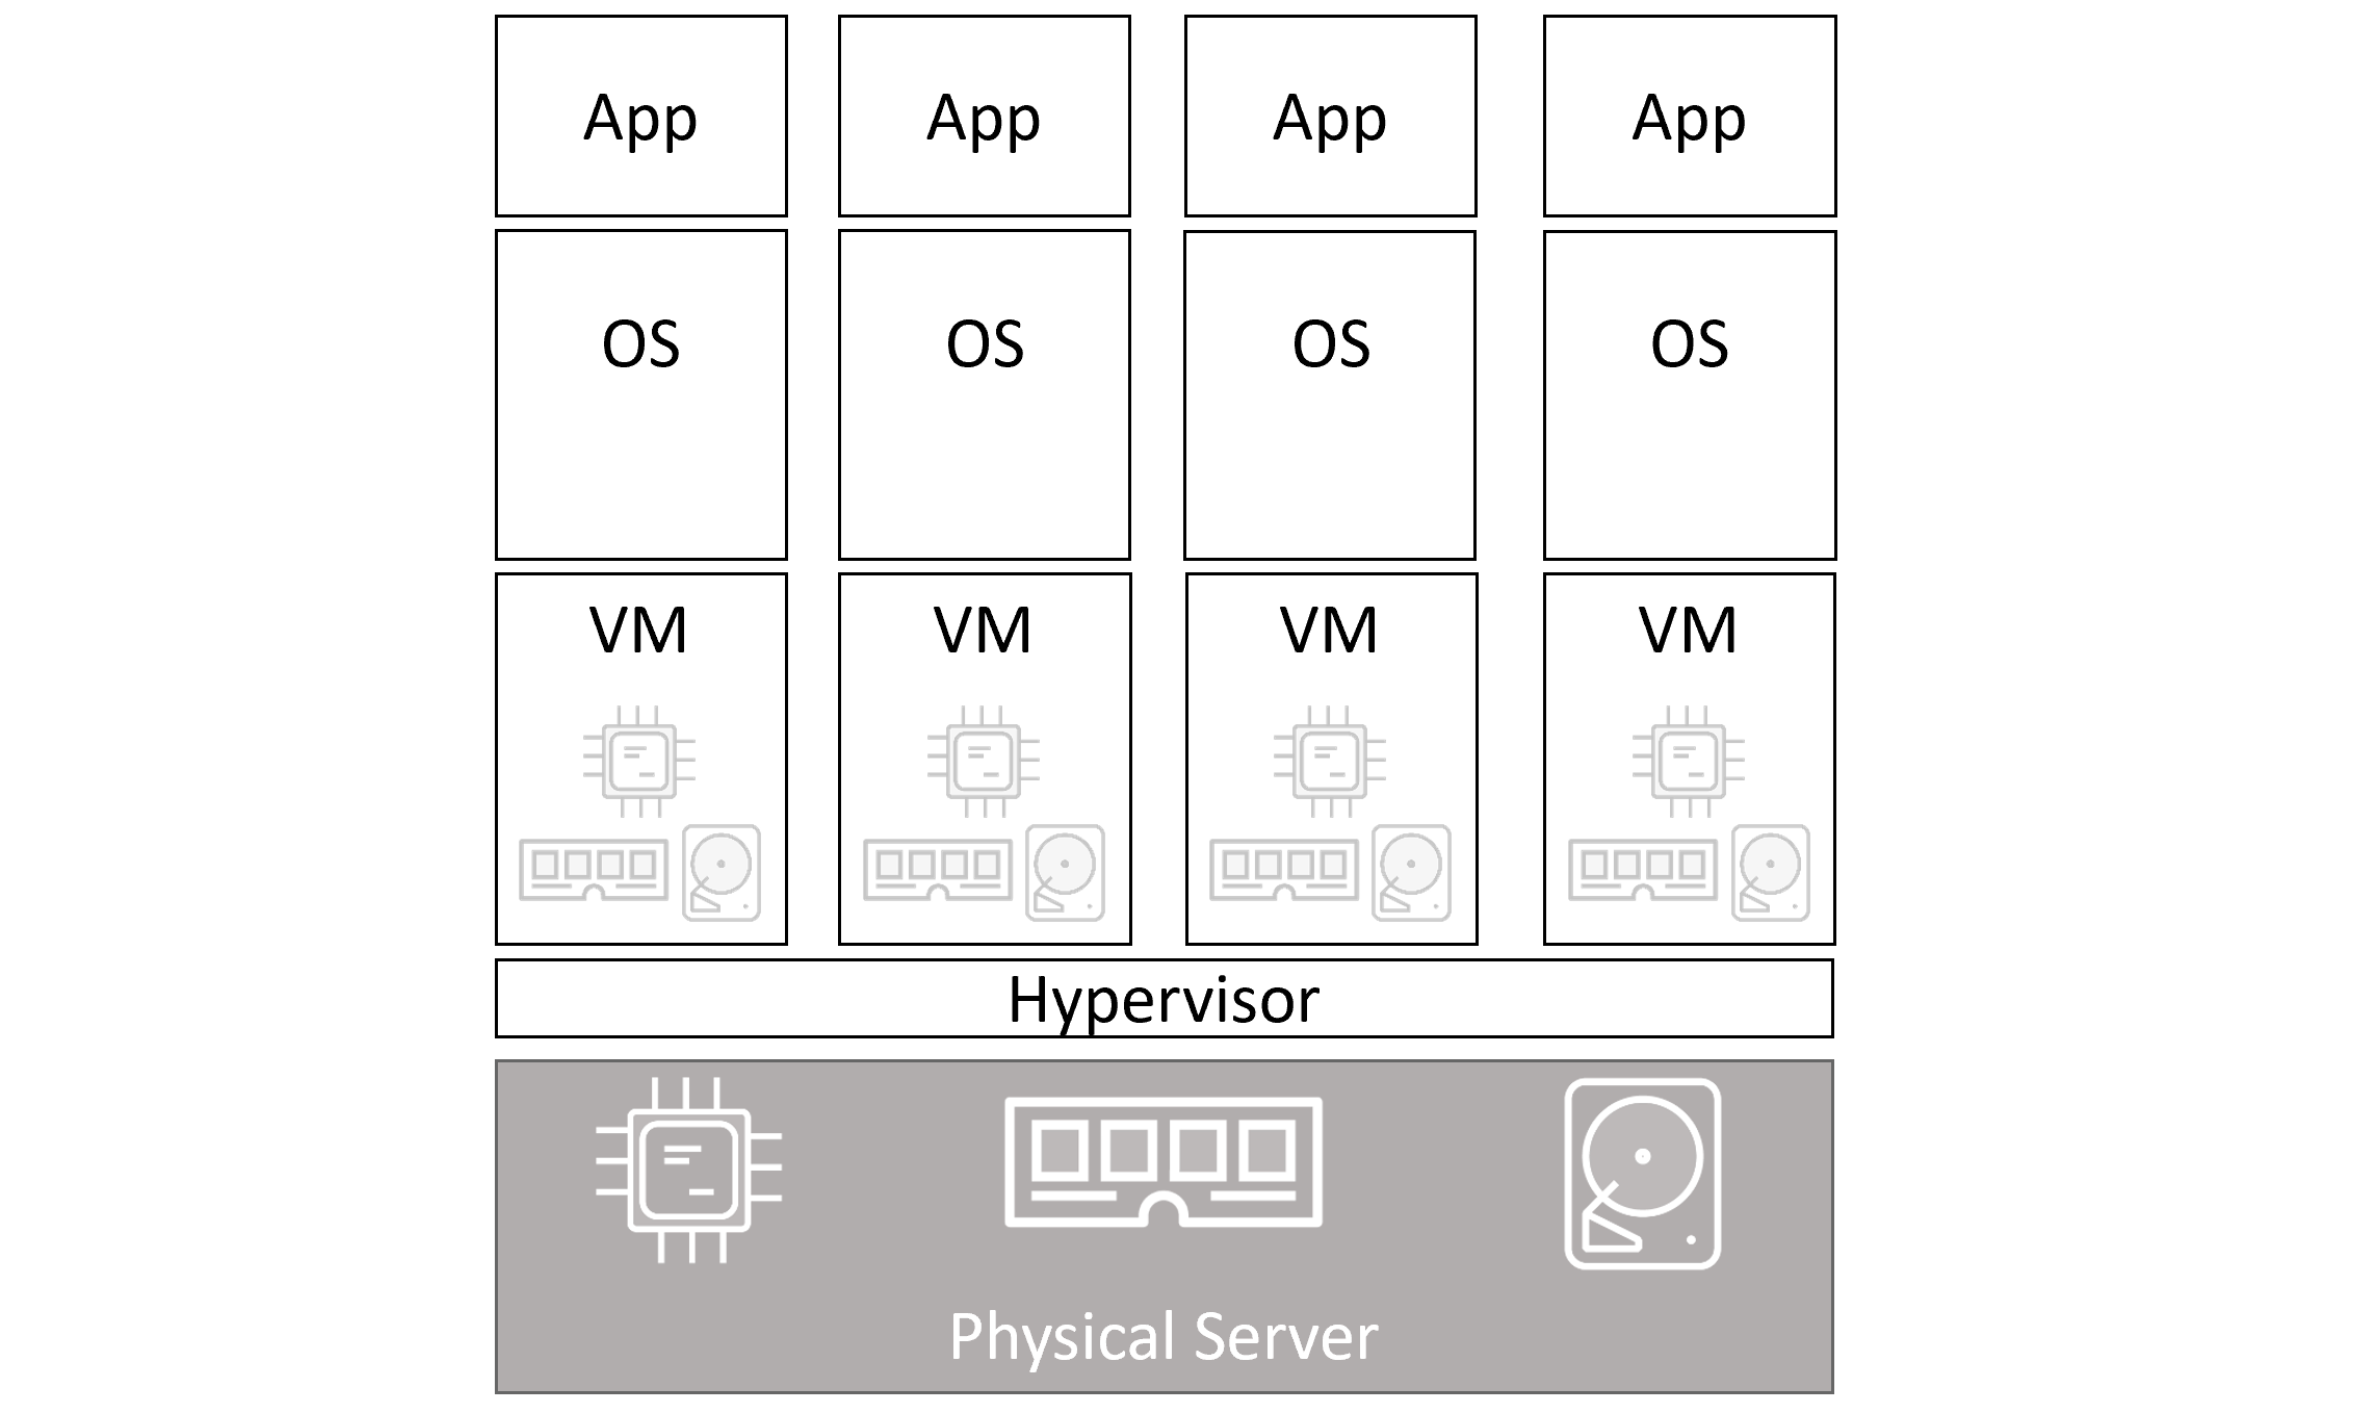 App App App App
OS OS OS OS
VM VM VM VM
Hypervisor
Physical Server